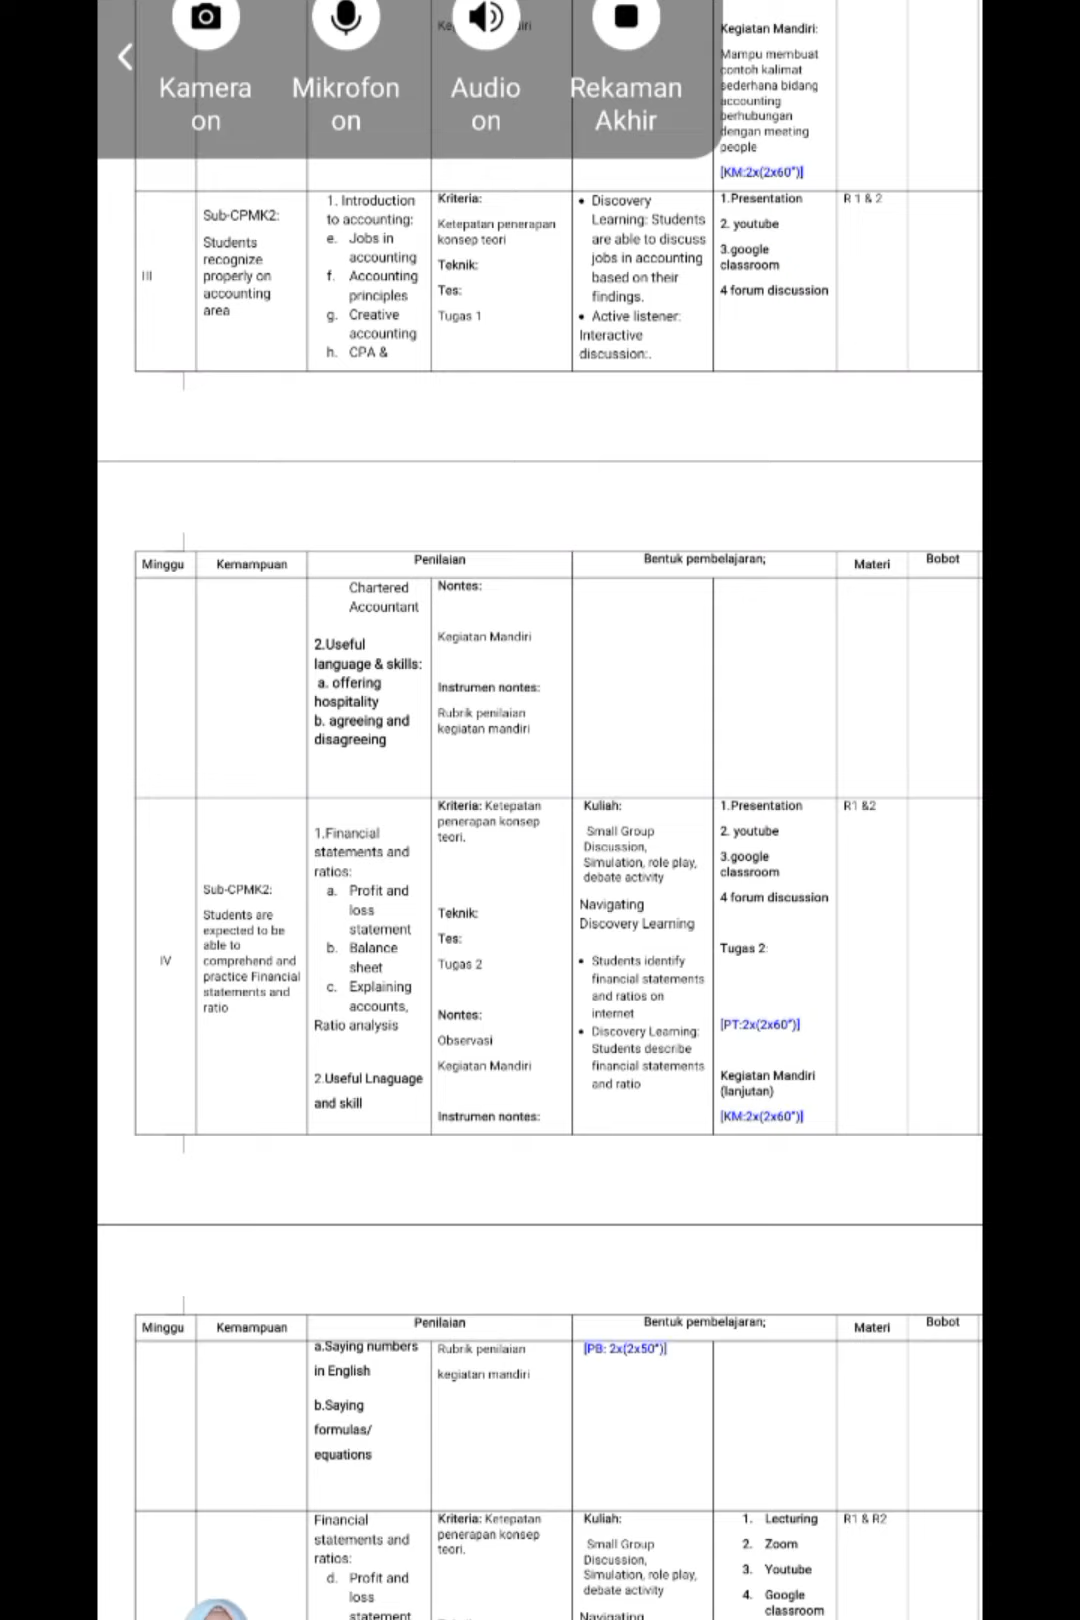 Kamera
on
Mikrofon
on
Audio
on
Rekaman
Akhir
Kegiatan Mandiri:
Mampu membuat
contoh kalimat
sederhana bidang
accounting
berhubungan
dengan meeting
people
[KM:2x(2x60")]
III
Sub-CPMK2:
Students
recognize
properly on
accounting
area
1. Introduction
to accounting:
e. Jobs in
accounting
f. Accounting
principles
g. Creative
accounting
h. CPA &
Kriteria:
Ketepatan penerapan
konsep teori
Teknik:
Tes:
Tugas 1
• Discovery
Learning: Students
are able to discuss
jobs in accounting
based on their
findings.
• Active listener:
Interactive
discussion:.
1.Presentation
2. youtube
3.google
classroom
4 forum discussion
R 1 & 2
Minggu
Kemampuan
Penilaian
Bentuk pembelajaran;
Materi
Bobot
Chartered
Accountant
2.Useful
language & skills:
a. offering
hospitality
b. agreeing and
disagreeing
Nontes:
Kegiatan Mandiri
Instrumen nontes:
Rubrik penilaian
kegiatan mandiri
IV
Sub-CPMK2:
Students are
expected to be
able to
comprehend and
practice Financial
statements and
ratio
1.Financial
statements and
ratios:
a. Profit and
loss
statement
b. Balance
sheet
c. Explaining
accounts,
Ratio analysis
2.Useful Lnaguage
and skill
Kriteria: Ketepatan
penerapan konsep
teori.
Teknik:
Tes:
Tugas 2
Nontes:
Observasi
Kegiatan Mandiri
Instrumen nontes:
Kuliah:
Small Group
Discussion,
Simulation, role play,
debate activity
Navigating
Discovery Learning
• Students identify
financial statements
and ratios on
internet
• Discovery Learning:
Students describe
financial statements
and ratio
1.Presentation
2. youtube
3.google
classroom
4 forum discussion
Tugas 2:
[PT:2x(2x60")]
Kegiatan Mandiri
(lanjutan)
[KM:2x(2x60")]
R1 &2
Minggu
Kemampuan
Penilaian
Bentuk pembelajaran;
Materi
Bobot
a.Saying numbers
in English
b.Saying
formulas/
equations
Rubrik penilaian
kegiatan mandiri
[PB: 2x(2x50")]
Financial
statements and
ratios:
d. Profit and
loss
statement
Kriteria: Ketepatan
penerapan konsep
teori.
Kuliah:
Small Group
Discussion,
Simulation, role play,
debate activity
Navigating
1. Lecturing
2. Zoom
3. Youtube
4. Google
classroom
R1 & R2